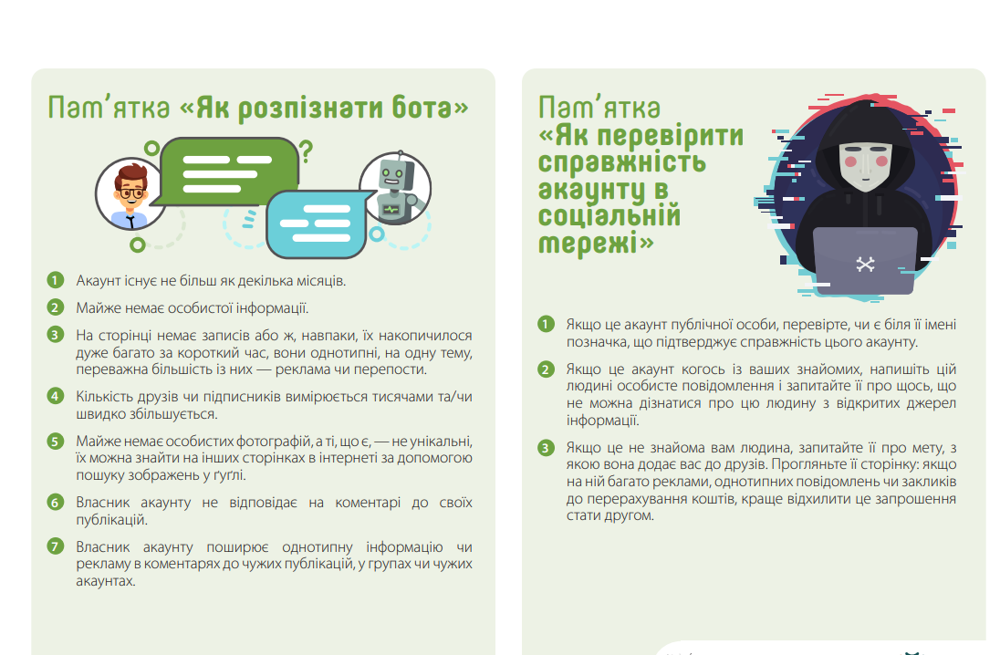 Пам’ятка «Як розпізнати бота»
?
1 Акаунт існує не більш як декілька місяців.
2 Майже немає особистої інформації.
3 На сторінці немає записів або ж, навпаки, їх накопичилося
дуже багато за короткий час, вони однотипні, на одну тему,
переважна більшість із них — реклама чи перепости.
4 Кількість друзів чи підписників вимірюється тисячами та/чи
швидко збільшується.
5 Майже немає особистих фотографій, а ті, що є, — не унікальні,
їх можна знайти на інших сторінках в інтернеті за допомогою
пошуку зображень у ґуґлі.
6 Власник акаунту не відповідає на коментарі до своїх
публікацій.
7 Власник акаунту поширює однотипну інформацію чи
рекламу в коментарях до чужих публікацій, у групах чи чужих
акаунтах.
Пам’ятка
«Як перевірити
справжність
акаунту в
соціальній
мережі»
1 Якщо це акаунт публічної особи, перевірте, чи є біля її імені
позначка, що підтверджує справжність цього акаунту.
2 Якщо це акаунт когось із ваших знайомих, напишіть цій
людині особисте повідомлення і запитайте її про щось, що
не можна дізнатися про цю людину з відкритих джерел
інформації.
3 Якщо це не знайома вам людина, запитайте її про мету, з
якою вона додає вас до друзів. Прогляньте її сторінку: якщо
на ній багато реклами, однотипних повідомлень чи закликів
до перерахування коштів, краще відхилити це запрошення
стати другом.